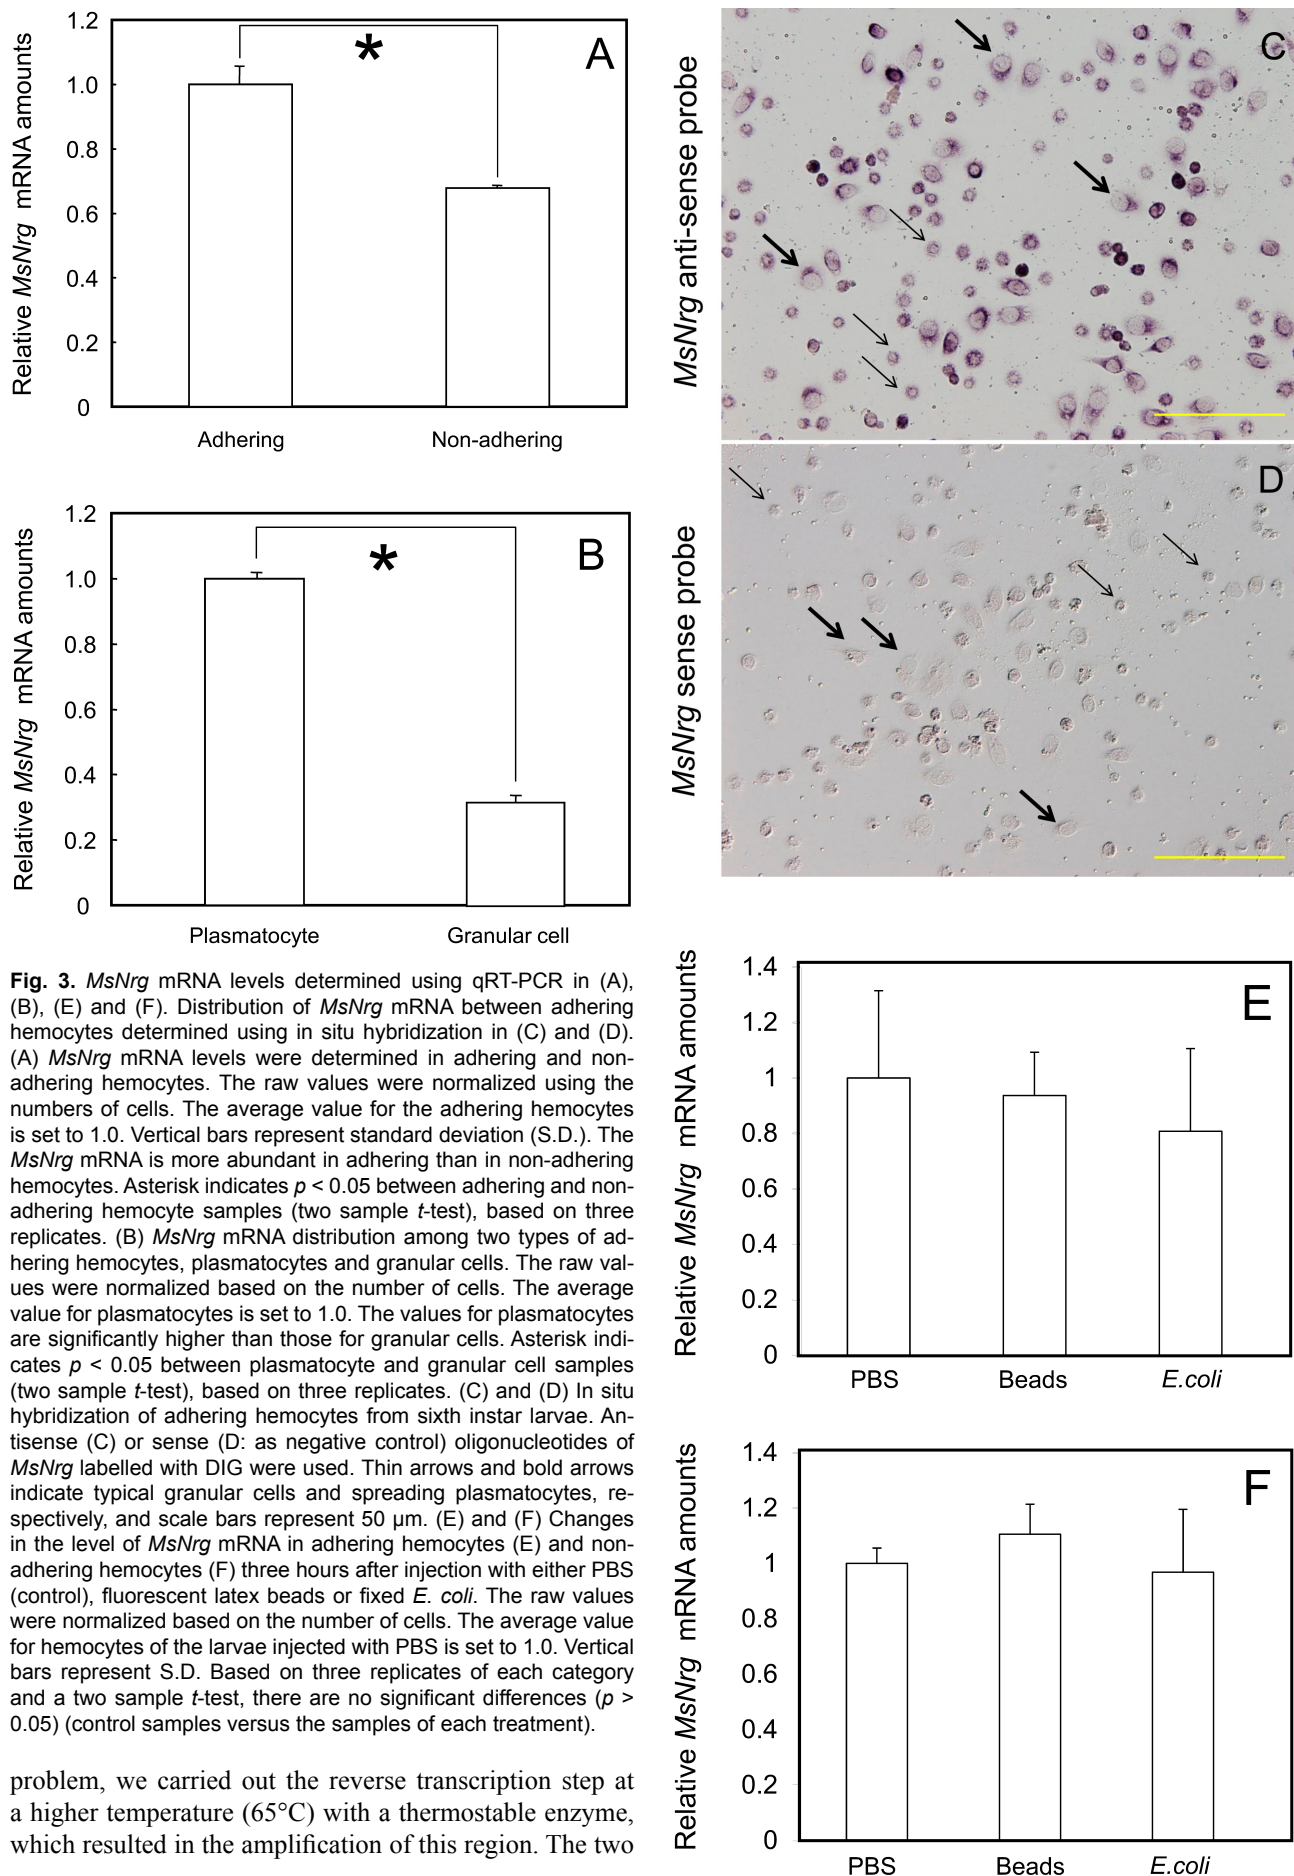 Relative MsNrg mRNA amounts
1.2
1.0
0.8
0.6
0.4
0.2
0
*
A
Adhering
Non-adhering
Relative MsNrg mRNA amounts
1.2
1.0
0.8
0.6
0.4
0.2
0
*
B
Plasmatocyte
Granular cell
Fig. 3. MsNrg mRNA levels determined using qRT-PCR in (A),
(B), (E) and (F). Distribution of MsNrg mRNA between adhering
hemocytes determined using in situ hybridization in (C) and (D).
(A) MsNrg mRNA levels were determined in adhering and non-
adhering hemocytes. The raw values were normalized using the
numbers of cells. The average value for the adhering hemocytes
is set to 1.0. Vertical bars represent standard deviation (S.D.). The
MsNrg mRNA is more abundant in adhering than in non-adhering
hemocytes. Asterisk indicates p < 0.05 between adhering and non-
adhering hemocyte samples (two sample t-test), based on three
replicates. (B) MsNrg mRNA distribution among two types of ad-
hering hemocytes, plasmatocytes and granular cells. The raw val-
ues were normalized based on the number of cells. The average
value for plasmatocytes is set to 1.0. The values for plasmatocytes
are significantly higher than those for granular cells. Asterisk indi-
cates p < 0.05 between plasmatocyte and granular cell samples
(two sample t-test), based on three replicates. (C) and (D) In situ
hybridization of adhering hemocytes from sixth instar larvae. An-
tisense (C) or sense (D: as negative control) oligonucleotides of
MsNrg labelled with DIG were used. Thin arrows and bold arrows
indicate typical granular cells and spreading plasmatocytes, re-
spectively, and scale bars represent 50 µm. (E) and (F) Changes
in the level of MsNrg mRNA in adhering hemocytes (E) and non-
adhering hemocytes (F) three hours after injection with either PBS
(control), fluorescent latex beads or fixed E. coli. The raw values
were normalized based on the number of cells. The average value
for hemocytes of the larvae injected with PBS is set to 1.0. Vertical
bars represent S.D. Based on three replicates of each category
and a two sample t-test, there are no significant differences (p >
0.05) (control samples versus the samples of each treatment).
problem, we carried out the reverse transcription step at
a higher temperature (65°C) with a thermostable enzyme,
which resulted in the amplification of this region. The two
MsNrg anti-sense probe
C
MsNrg sense probe
D
Relative MsNrg mRNA amounts
1.4
1.2
1
0.8
0.6
0.4
0.2
0
E
PBS
Beads
E.coli
Relative MsNrg mRNA amounts
1.4
1.2
1
0.8
0.6
0.4
0.2
0
F
PBS
Beads
E.coli